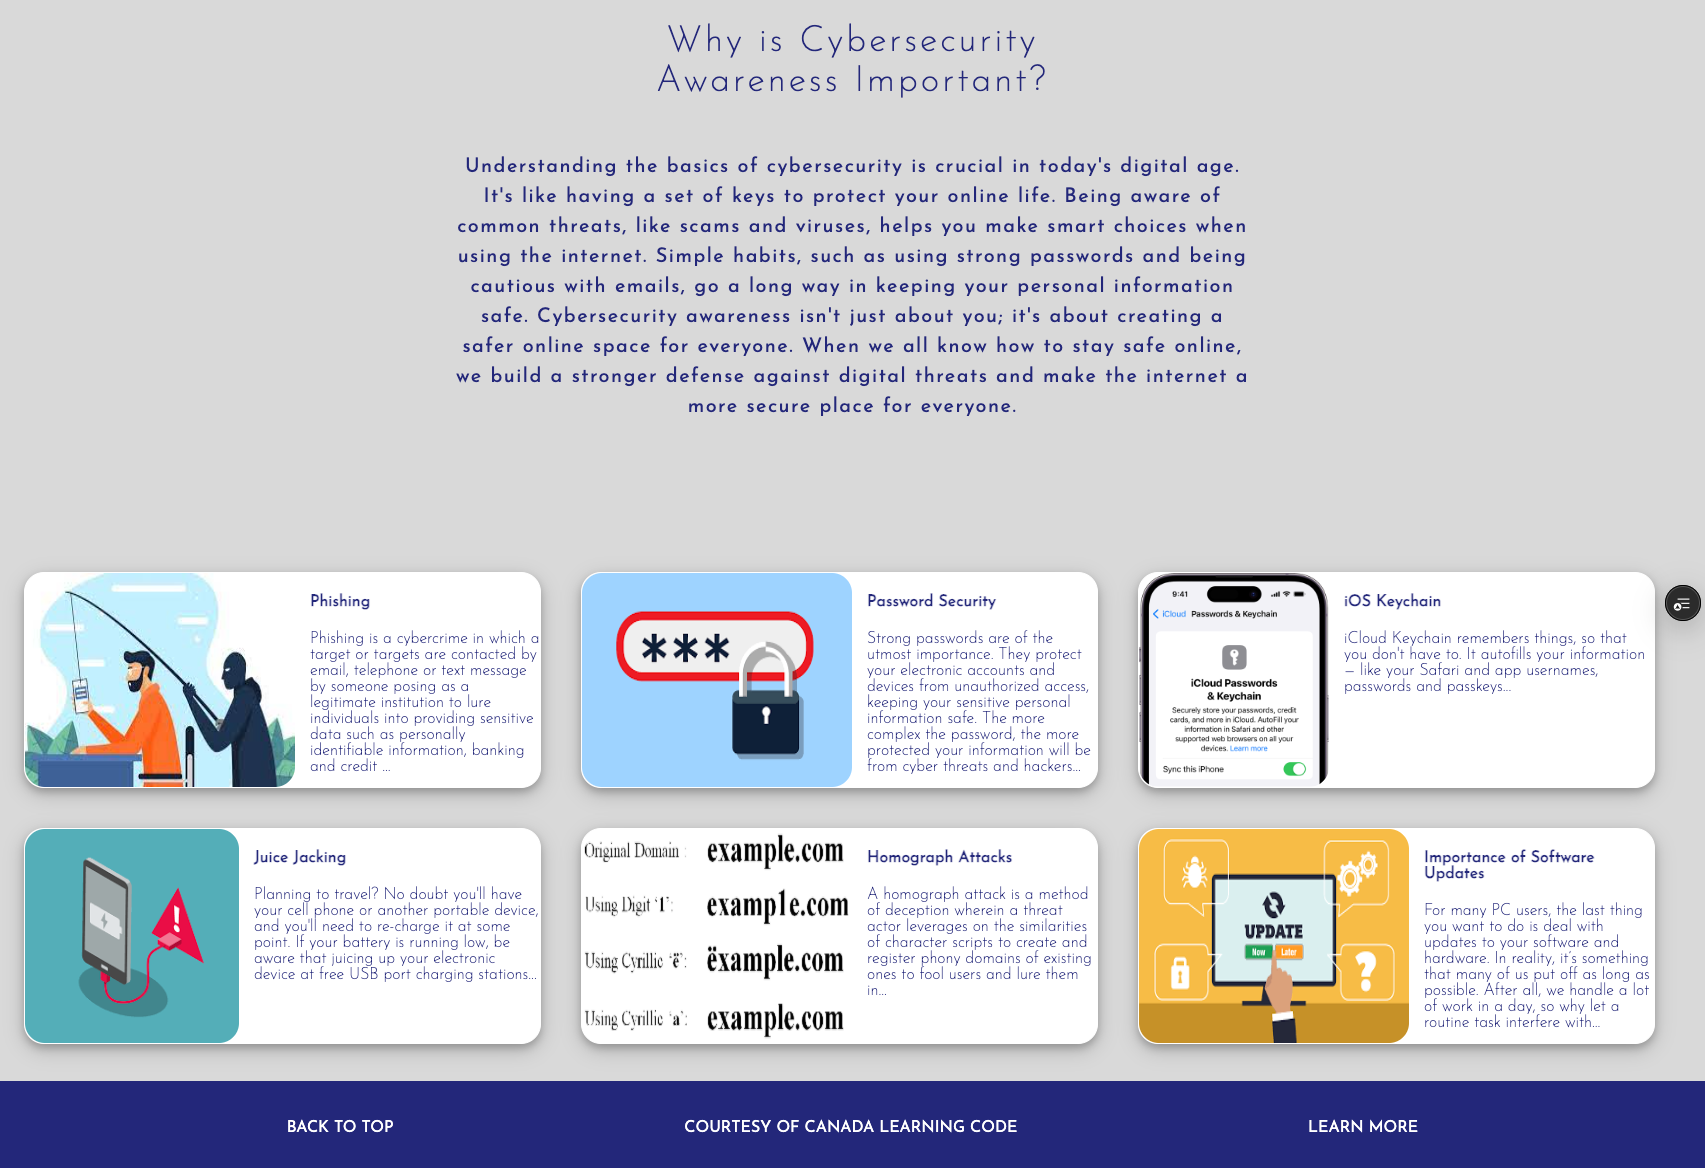 Why is Cybersecurity
Awareness Important?
Understanding the basics of cybersecurity is crucial in today's digital age.
It's like having a set of keys to protect your online life. Being aware of
common threats, like scams and viruses, helps you make smart choices when
using the internet. Simple habits, such as using strong passwords and being
cautious with emails, go a long way in keeping your personal information
safe. Cybersecurity awareness isn't just about you; it's about creating a
safer online space for everyone. When we all know how to stay safe online,
we build a stronger defense against digital threats and make the internet a
more secure place for everyone.
Phishing
Phishing is a cybercrime in which a
target or targets are contacted by
email, telephone or text message
by someone posing as a
legitimate institution to lure
individuals into providing sensitive
data such as personally
identifiable information, banking
and credit ...
***
Password Security
Strong passwords are of the
utmost importance. They protect
your electronic accounts and
devices from unauthorized access,
keeping your sensitive personal
information safe. The more
complex the password, the more
protected your information will be
from cyber threats and hackers...
9:41
iCloud Passwords & Keychain
iCloud Passwords
& Keychain
Securely store your passwords, credit
cards, and more in iCloud. AutoFill your
information in Safari and other
supported web browsers on all your
devices. Learn more
Sync this iPhone
iOS Keychain
iCloud Keychain remembers things, so that
you don't have to. It autofills your information
– like your Safari and app usernames,
passwords and passkeys...
Juice Jacking
Planning to travel? No doubt you'll have
your cell phone or another portable device,
and you'll need to re-charge it at some
point. If your battery is running low, be
aware that juicing up your electronic
device at free USB port charging stations...
Original Domain : example.com
Using Digit ‘1’: examp1e.com
Using Cyrillic ‘ë’: ëxample.com
Using Cyrillic ‘a’: example.com
Homograph Attacks
A homograph attack is a method
of deception wherein a threat
actor leverages on the similarities
of character scripts to create and
register phony domains of existing
ones to fool users and lure them
in...
UPDATE
Now Later
?
Importance of Software
Updates
For many PC users, the last thing
you want to do is deal with
updates to your software and
hardware. In reality, it’s something
that many of us put off as long as
possible. After all, we handle a lot
of work in a day, so why let a
routine task interfere with...
BACK TO TOP
COURTESY OF CANADA LEARNING CODE
LEARN MORE